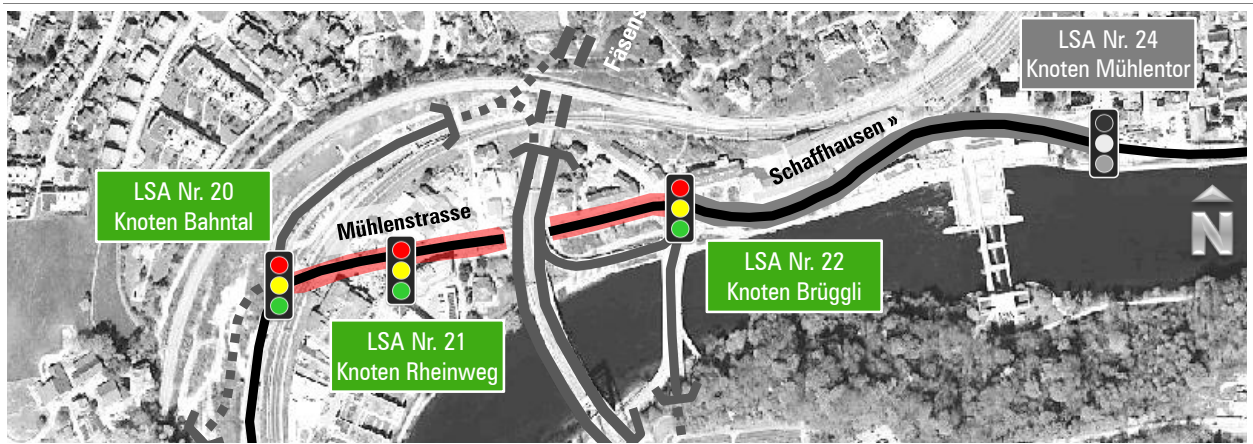 Fäsens
LSA Nr. 24
Knoten Mühlentor
Schaffhausen »
LSA Nr. 20
Knoten Bahntal
Mühlenstrasse
N
LSA Nr. 22
Knoten Brüggli
LSA Nr. 21
Knoten Rheinweg